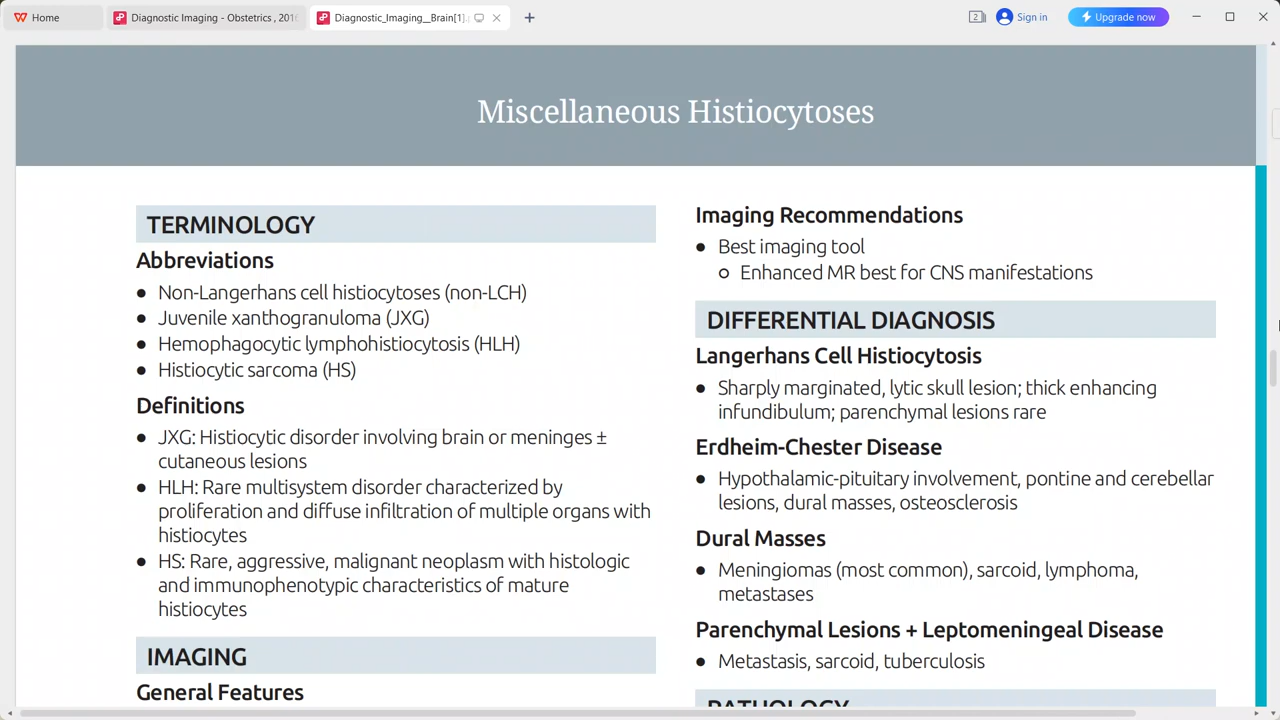 Home
Diagnostic Imaging - Obstetrics , 2016
Diagnostic_Imaging__Brain[1].p
2
Sign in
Upgrade now
Miscellaneous Histiocytoses
TERMINOLOGY
Abbreviations
● Non-Langerhans cell histiocytoses (non-LCH)
● Juvenile xanthogranuloma (JXG)
● Hemophagocytic lymphohistiocytosis (HLH)
● Histiocytic sarcoma (HS)
Definitions
● JXG: Histiocytic disorder involving brain or meninges ±
cutaneous lesions
● HLH: Rare multisystem disorder characterized by
proliferation and diffuse infiltration of multiple organs with
histiocytes
● HS: Rare, aggressive, malignant neoplasm with histologic
and immunophenotypic characteristics of mature
histiocytes
IMAGING
General Features
Imaging Recommendations
● Best imaging tool
○ Enhanced MR best for CNS manifestations
DIFFERENTIAL DIAGNOSIS
Langerhans Cell Histiocytosis
● Sharply marginated, lytic skull lesion; thick enhancing
infundibulum; parenchymal lesions rare
Erdheim-Chester Disease
● Hypothalamic-pituitary involvement, pontine and cerebellar
lesions, dural masses, osteosclerosis
Dural Masses
● Meningiomas (most common), sarcoid, lymphoma,
metastases
Parenchymal Lesions + Leptomeningeal Disease
● Metastasis, sarcoid, tuberculosis
PATHOLOGY